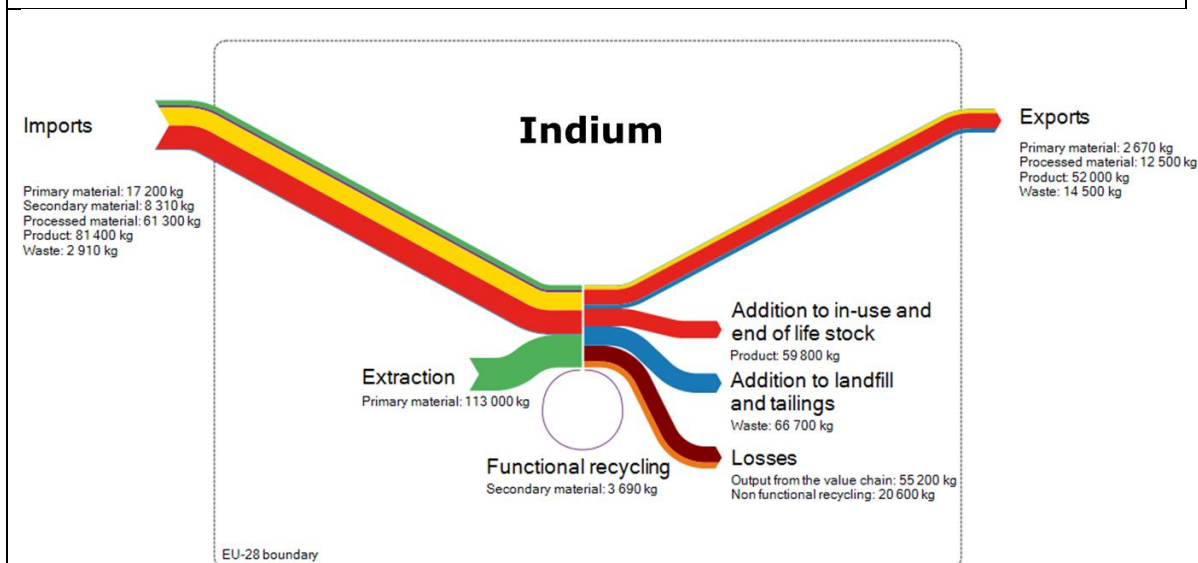 Indium
Imports
Primary material: 17 200 kg
Secondary material: 8 310 kg
Processed material: 61 300 kg
Product: 81 400 kg
Waste: 2 910 kg
Exports
Primary material: 2 670 kg
Processed material: 12 500 kg
Product: 52 000 kg
Waste: 14 500 kg
Extraction
Primary material: 113 000 kg
Functional recycling
Secondary material: 3 690 kg
Addition to in-use and
end of life stock
Product: 59 800 kg
Addition to landfill
and tailings
Waste: 66 700 kg
Losses
Output from the value chain: 55 200 kg
Non functional recycling: 20 600 kg
EU-28 boundary